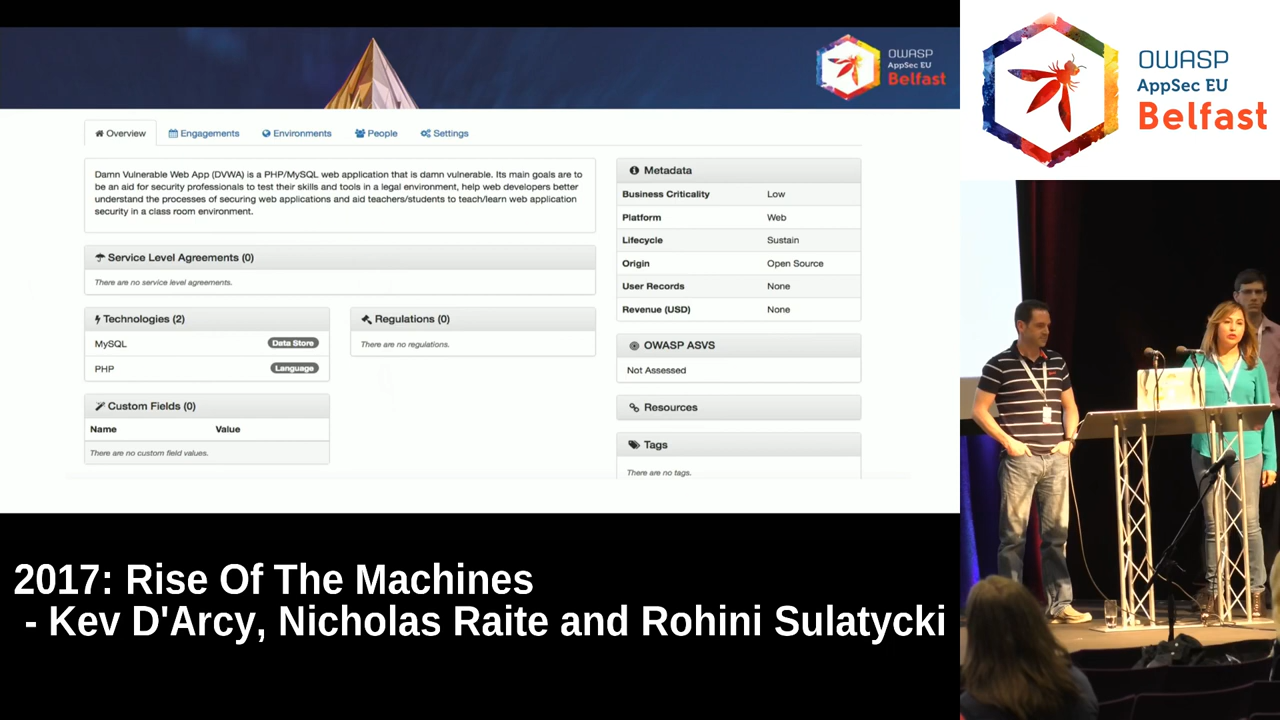 OWASP
AppSec EU
Belfast
OWASP
AppSec EU
Belfast
Overview
Engagements
Environments
People
Settings
Damn Vulnerable Web App (DVWA) is a PHP/MySQL web application that is damn vulnerable. Its main goals are to
be an aid for security professionals to test their skills and tools in a legal environment, help web developers better
understand the processes of securing web applications and aid teachers/students to teach/learn web application
security in a class room environment.
Service Level Agreements (0)
There are no service level agreements.
Technologies (2)
MySQL Data Store
PHP Language
Regulations (0)
There are no regulations.
Custom Fields (0)
Name Value
There are no custom field values.
Metadata
Business Criticality Low
Platform Web
Lifecycle Sustain
Origin Open Source
User Records None
Revenue (USD) None
OWASP ASVS
Not Assessed
Resources
Tags
There are no tags.
2017: Rise Of The Machines
- Kev D'Arcy, Nicholas Raite and Rohini Sulatycki